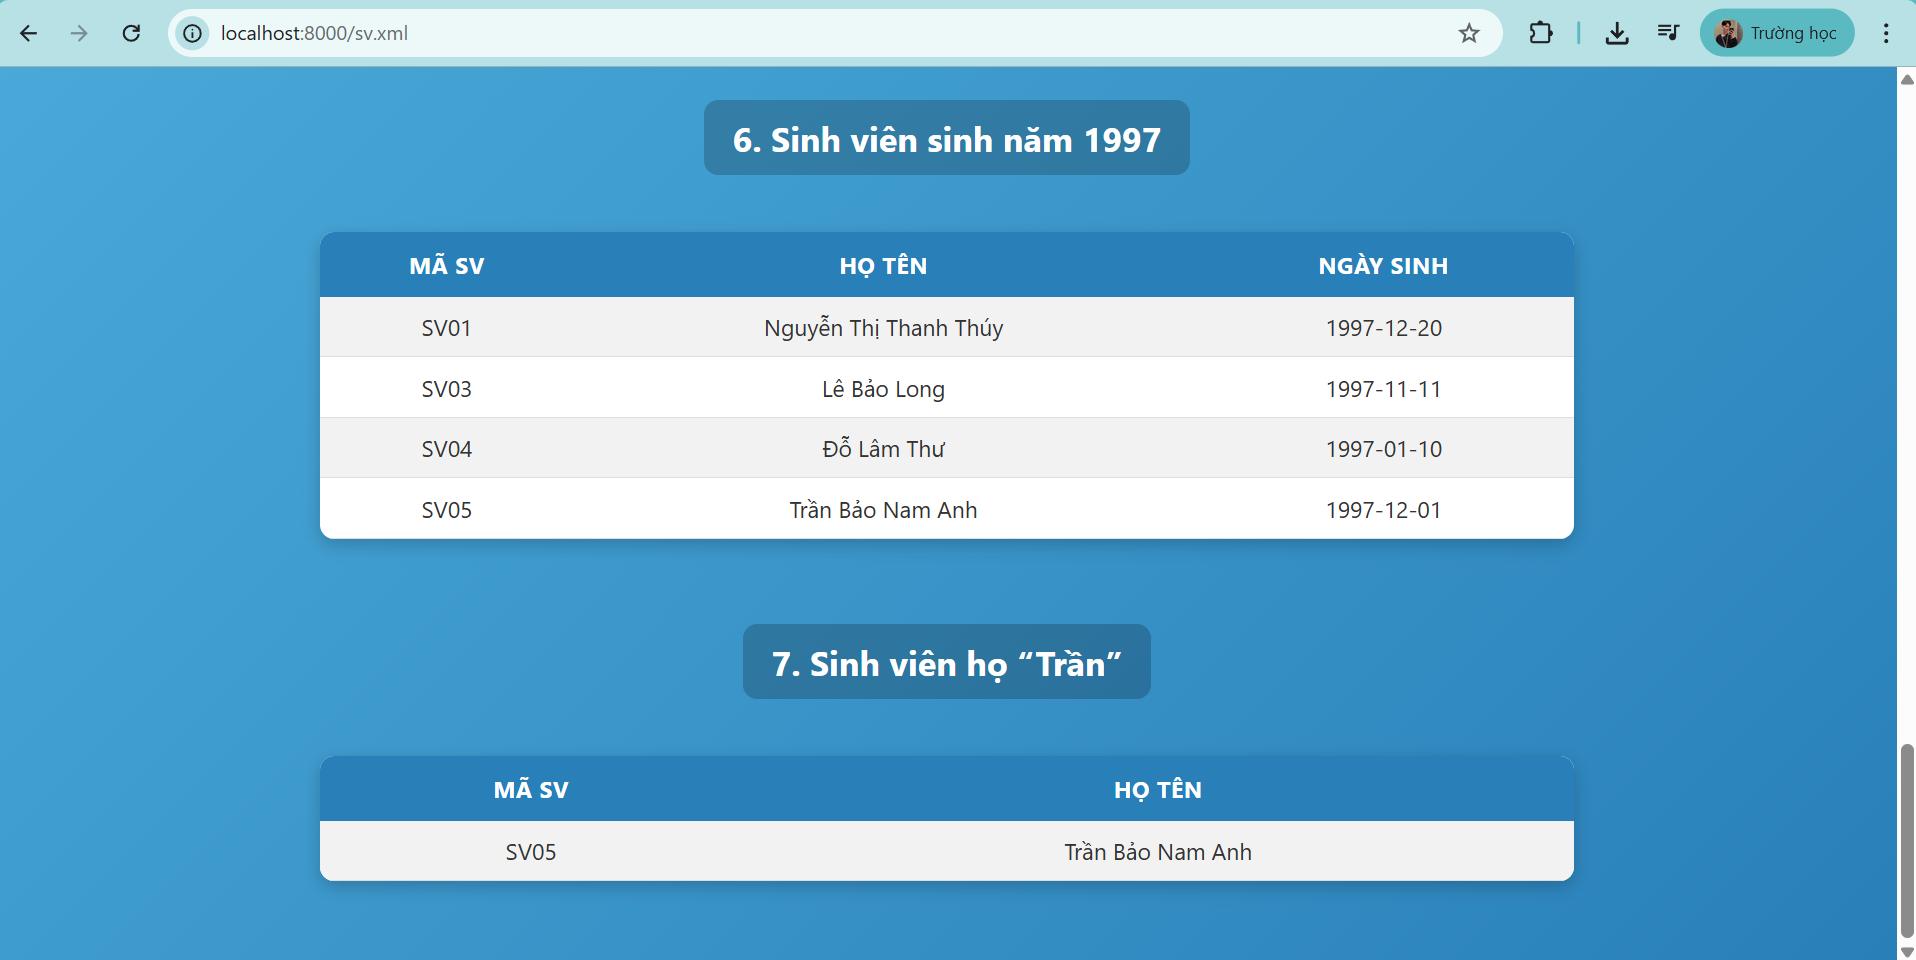 localhost:8000/sv.xml
Trường học
6. Sinh viên sinh năm 1997
MÃ SV HỌ TÊN NGÀY SINH
SV01 Nguyễn Thị Thanh Thúy 1997-12-20
SV03 Lê Bảo Long 1997-11-11
SV04 Đỗ Lâm Thư 1997-01-10
SV05 Trần Bảo Nam Anh 1997-12-01
7. Sinh viên họ “Trần”
MÃ SV HỌ TÊN
SV05 Trần Bảo Nam Anh